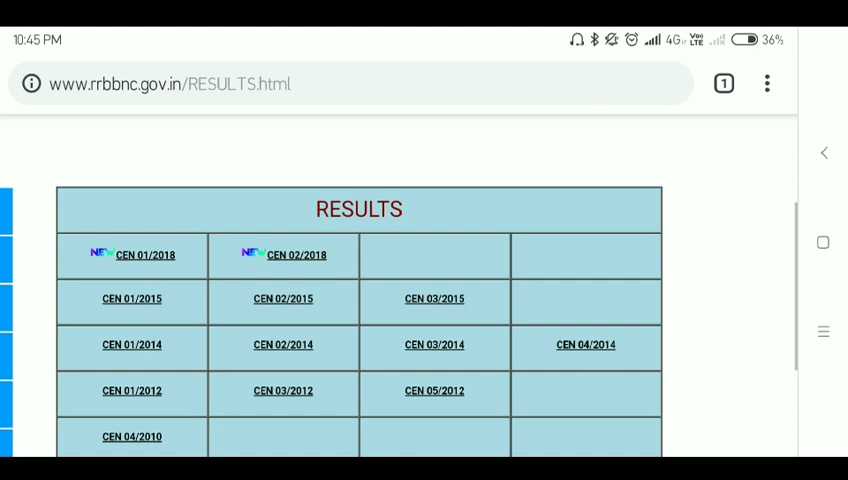 10:45 PM 4G Vo LTE 36%
www.rrbbnc.gov.in/RESULTS.html 1
RESULTS
NEW CEN 01/2018 NEW CEN 02/2018
CEN 01/2015 CEN 02/2015 CEN 03/2015
CEN 01/2014 CEN 02/2014 CEN 03/2014 CEN 04/2014
CEN 01/2012 CEN 03/2012 CEN 05/2012
CEN 04/2010